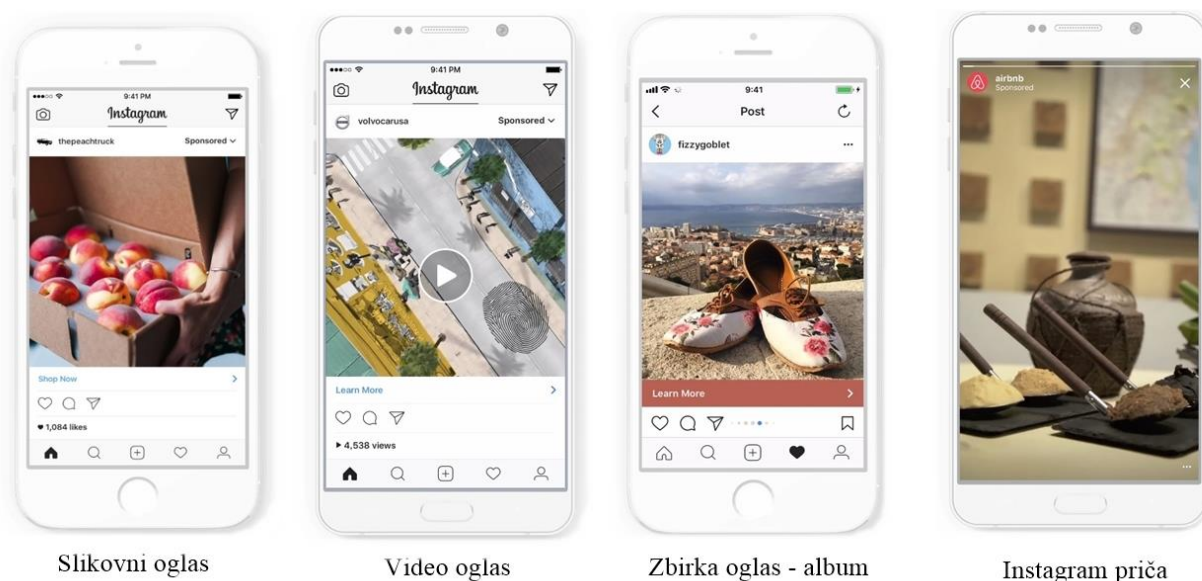 9:41 PM
Instagram
thepeachtruck
Sponsored
Shop Now
1,084 likes
Slikovni oglas
9:41 PM
Instagram
volvocarusa
Sponsored
Learn More
4,538 views
Video oglas
9:41
Post
fizzygoblet
Learn More
Zbirka oglas - album
airbnb
Sponsored
Instagram priča